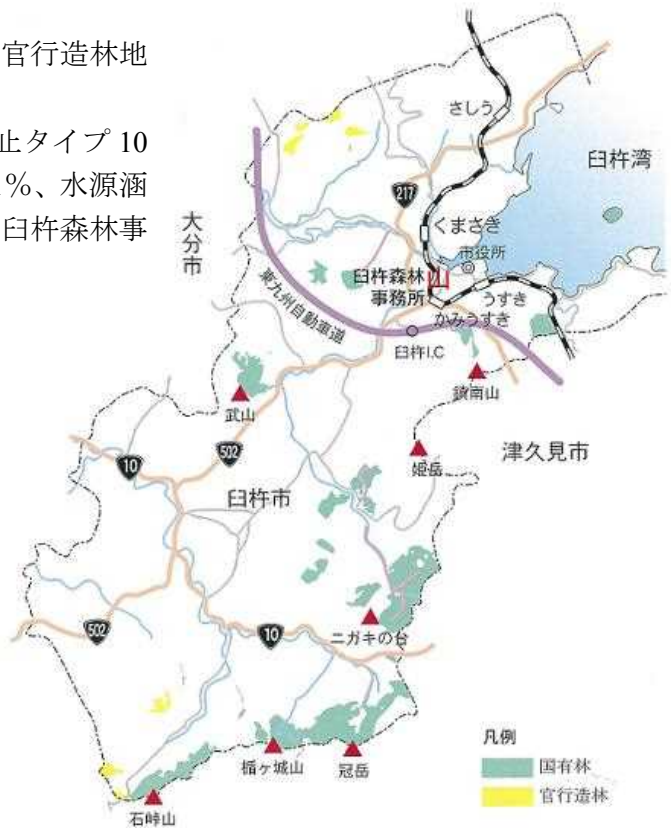 官行造林地
止タイプ 10
%、水源涵
臼杵森林事
さしう
臼杵湾
217
大分市
くまさき
市役所
臼杵森林
事務所
うすき
かみうすき
東九州自動車道
臼杵I.C
鎮南山
武山
502
姫岳
津久見市
10
臼杵市
502
10
ニガキの台
楯ヶ城山
冠岳
石峠山
凡例
国有林
官行造林